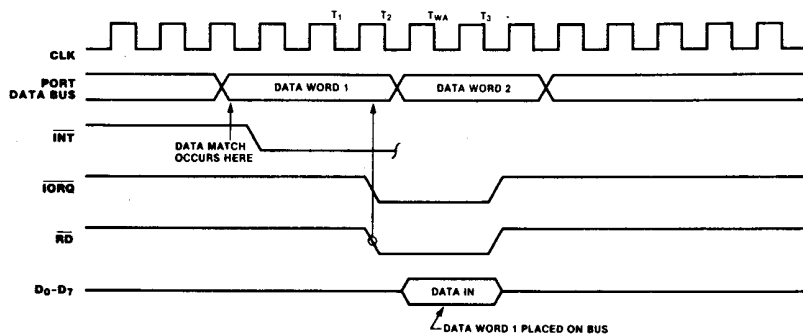 T1 T2 TWA T3
CLK
PORT
DATA BUS
DATA WORD 1 DATA WORD 2
INT
DATA MATCH
OCCURS HERE
IORQ
RD
D0-D7
DATA IN
DATA WORD 1 PLACED ON BUS